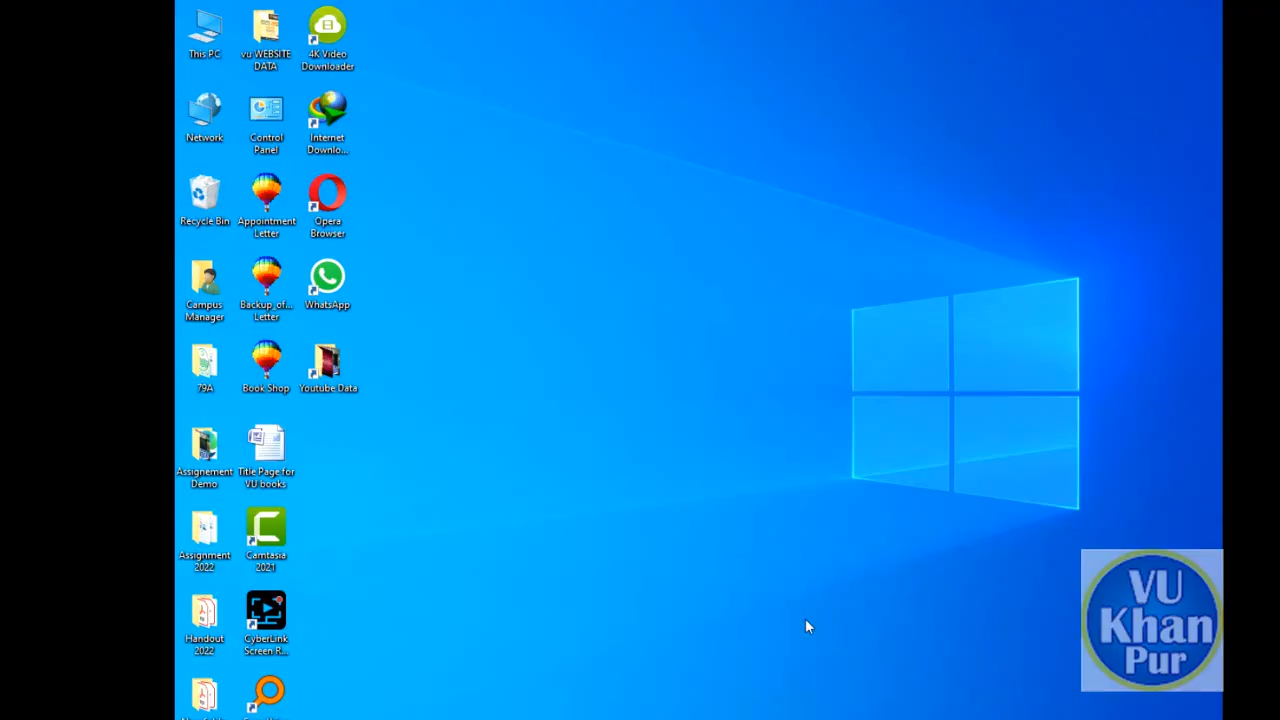 This PC
vu WEBSITE
DATA
4K Video
Downloader
Network
Control
Panel
Internet
Downlo...
Recycle Bin
Appointment
Letter
Opera
Browser
Campus
Manager
Backup_of...
Letter
WhatsApp
79A
Book Shop
Youtube Data
Assignement
Demo
Title Page for
VU books
Assignment
2022
Camtasia
2021
Handout
2022
CyberLink
Screen R...
VU
Khan
Pur